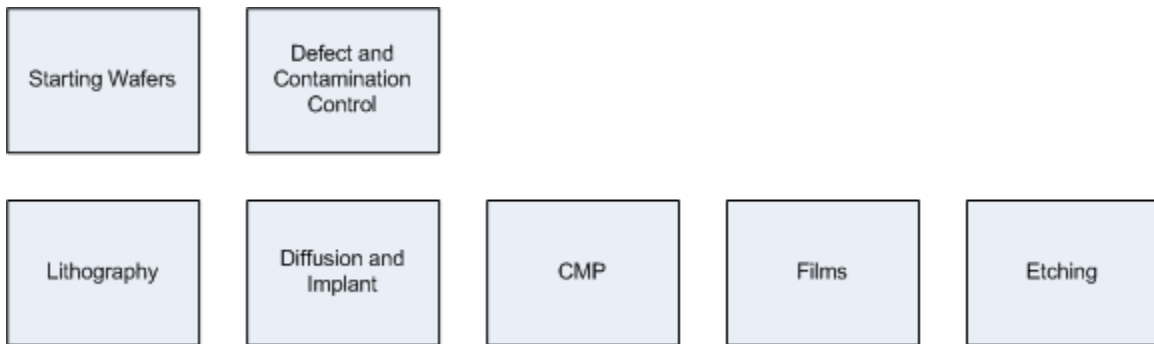 Starting Wafers
Defect and
Contamination
Control
Lithography
Diffusion and
Implant
CMP
Films
Etching